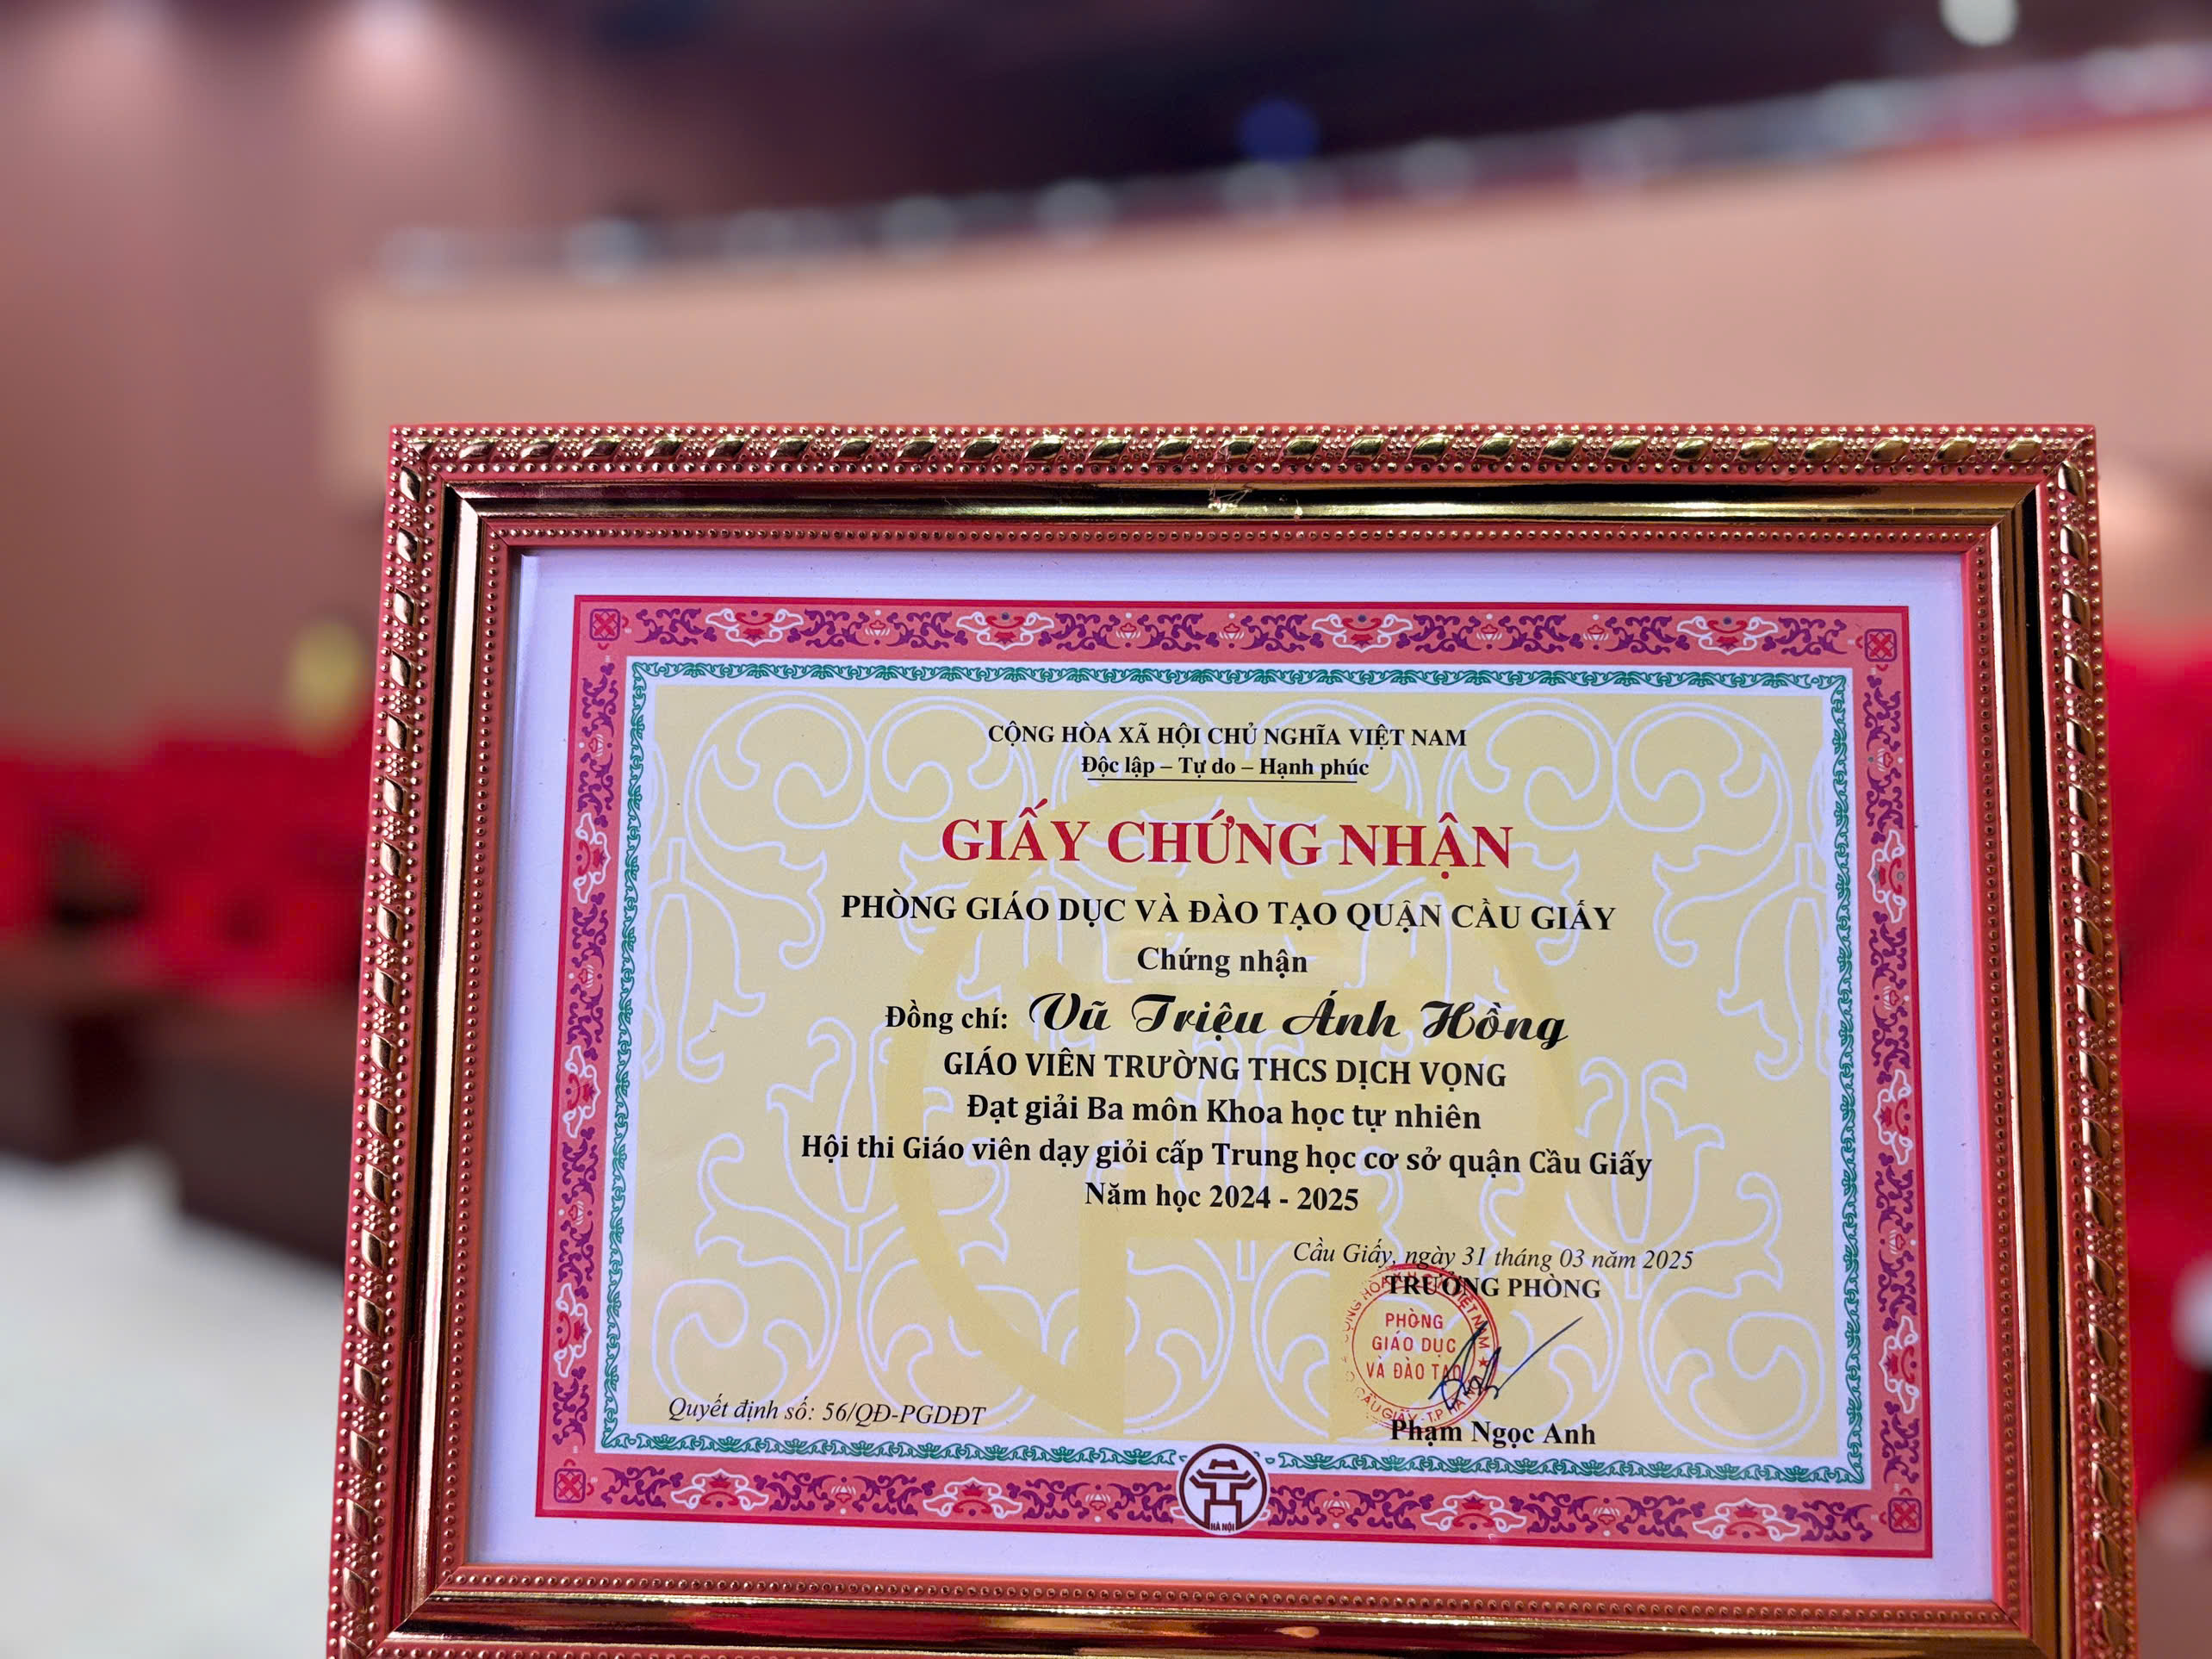 CỘNG HÒA XÃ HỘI CHỦ NGHĨA VIỆT NAM
Độc lập – Tự do – Hạnh phúc
GIẤY CHỨNG NHẬN
PHÒNG GIÁO DỤC VÀ ĐÀO TẠO QUẬN CẦU GIẤY
Chứng nhận
Đồng chí: Vũ Triệu Ánh Hồng
GIÁO VIÊN TRƯỜNG THCS DỊCH VỌNG
Đạt giải Ba môn Khoa học tự nhiên
Hội thi Giáo viên dạy giỏi cấp Trung học cơ sở quận Cầu Giấy
Năm học 2024 - 2025
Cầu Giấy, ngày 31 tháng 03 năm 2025
TRƯỞNG PHÒNG
PHÒNG
GIÁO DỤC
VÀ ĐÀO TẠO
CẦU GIẤY - T.P
Quyết định số: 56/QĐ-PGDĐT
Phạm Ngọc Anh
HÀ NỘI